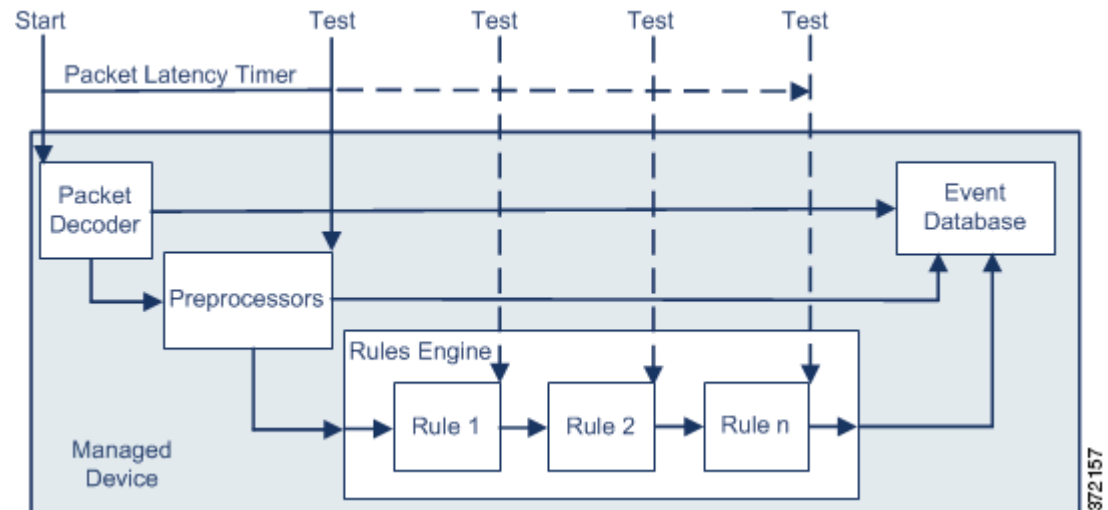 Start
Test
Test
Test
Test
Packet Latency Timer
Packet
Decoder
Event
Database
Preprocessors
Rules Engine
Rule 1
Rule 2
Rule n
Managed
Device
372157